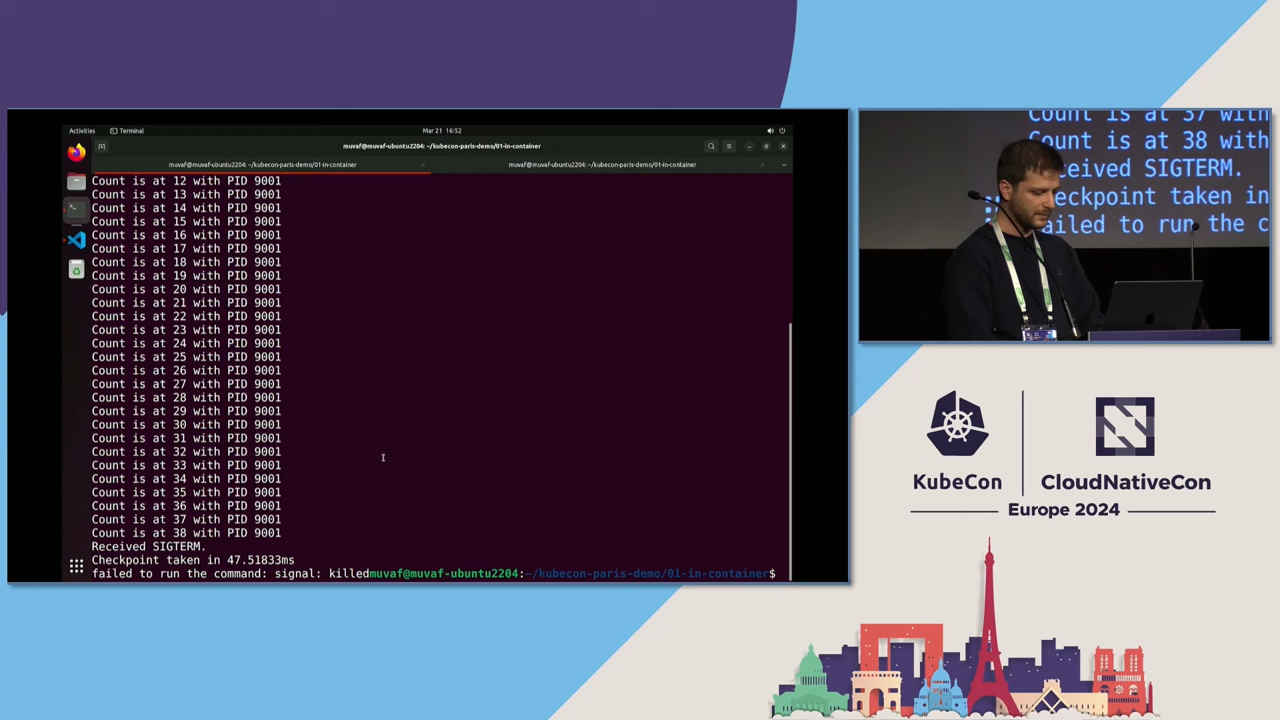 Activities
Terminal
Mar 21 16:52
muvaf@muvaf-ubuntu2204: ~/kubecon-paris-demo/01-in-container
muvaf@muvaf-ubuntu2204: ~/kubecon-paris-demo/01-in-container
muvaf@muvaf-ubuntu2204: ~/kubecon-paris-demo/01-in-container
Count is at 12 with PID 9001
Count is at 13 with PID 9001
Count is at 14 with PID 9001
Count is at 15 with PID 9001
Count is at 16 with PID 9001
Count is at 17 with PID 9001
Count is at 18 with PID 9001
Count is at 19 with PID 9001
Count is at 20 with PID 9001
Count is at 21 with PID 9001
Count is at 22 with PID 9001
Count is at 23 with PID 9001
Count is at 24 with PID 9001
Count is at 25 with PID 9001
Count is at 26 with PID 9001
Count is at 27 with PID 9001
Count is at 28 with PID 9001
Count is at 29 with PID 9001
Count is at 30 with PID 9001
Count is at 31 with PID 9001
Count is at 32 with PID 9001
Count is at 33 with PID 9001
Count is at 34 with PID 9001
Count is at 35 with PID 9001
Count is at 36 with PID 9001
Count is at 37 with PID 9001
Count is at 38 with PID 9001
Received SIGTERM.
Checkpoint taken in 47.51833ms
failed to run the command: signal: killedmuvaf@muvaf-ubuntu2204:~/kubecon-paris-demo/01-in-container$
Count is at 37 with
Count is at 38 with
ceived SIGTERM.
heckpoint taken in
ailed to run the c
KubeCon
CloudNativeCon
Europe 2024